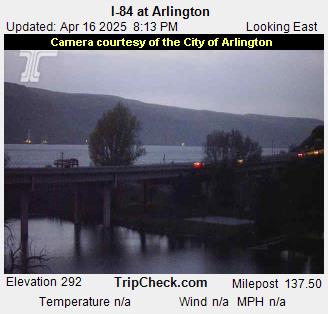 I-84 at Arlington
Updated: Apr 16 2025 8:13 PM Looking East
Camera courtesy of the City of Arlington
Elevation 292 TripCheck.com Milepost 137.50
Temperature n/a Wind n/a MPH n/a